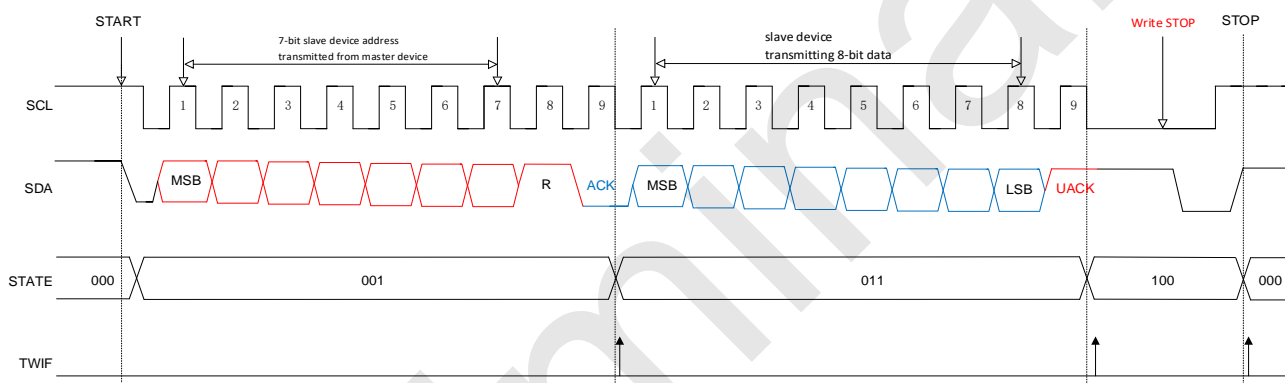 START
7-bit slave device address
transmitted from master device
slave device
transmitting 8-bit data
Write STOP
STOP
SCL
1 2 3 4 5 6 7 8 9 1 2 3 4 5 6 7 8 9
SDA
MSB R ACK MSB LSB UACK
STATE
000 001 011 100 000
TWIF